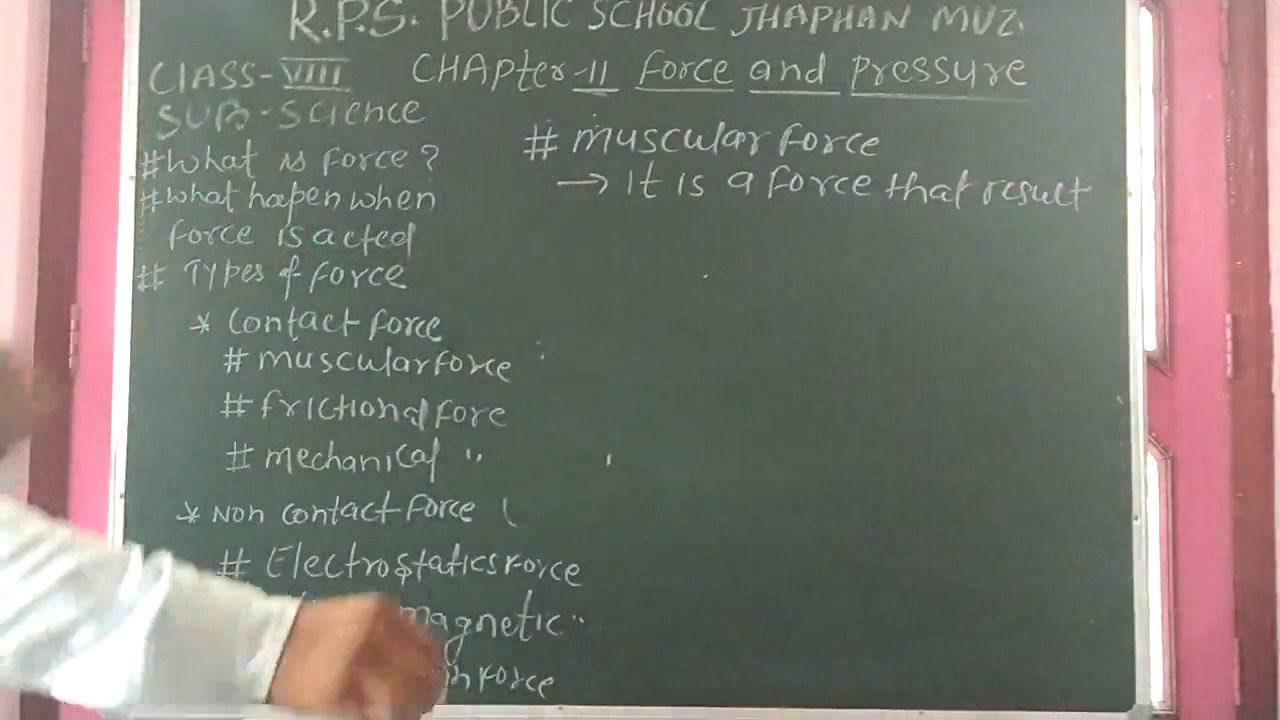 R.P.S. PUBLIC SCHOOL JHAPHAN MUZ.
CLASS-VIII CHAPter-11 force and pressure
SUB-Science
#What is force?
#What hapen when
force is acted
# Types of force
* Contact force
# muscular force
# frictional fore
# mechanical "
* Non contact force (
# Electrostatics Force
magnetic "
Force
# muscular force
→ It is a force that result